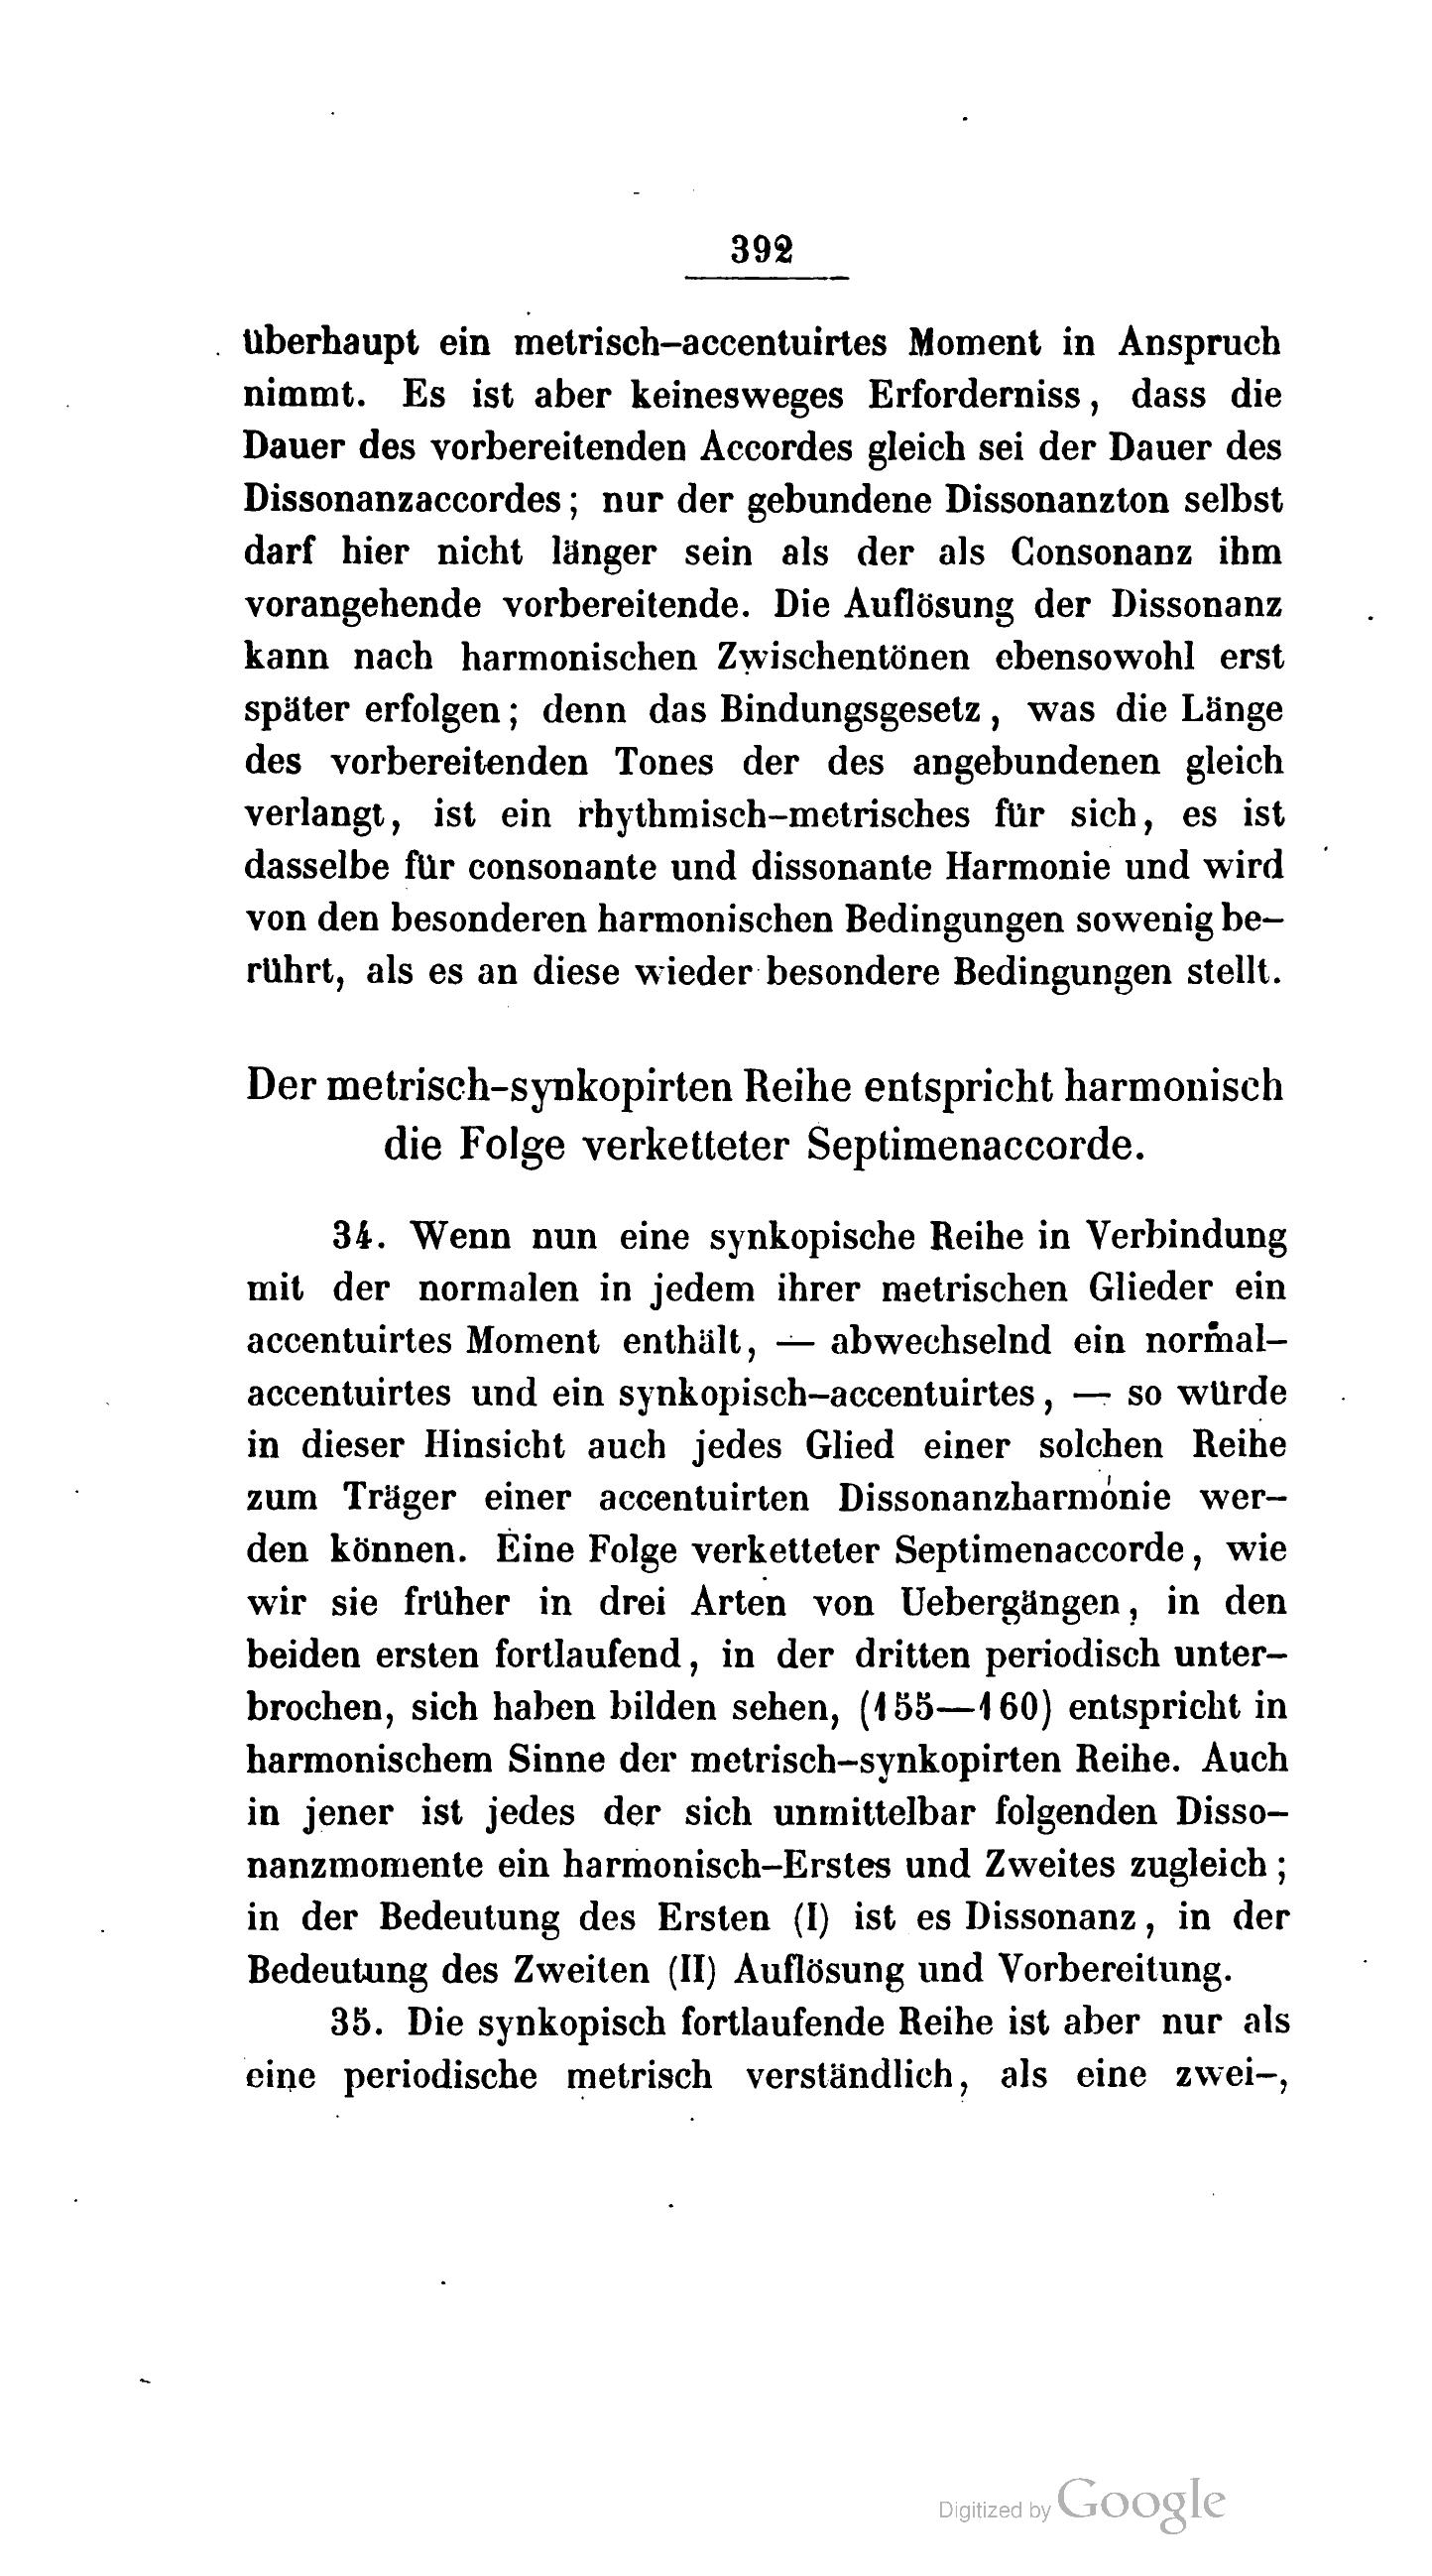 392
überhaupt ein metrisch-accentuirtes Moment in Anspruch
nimmt. Es ist aber keinesweges Erforderniss, dass die
Dauer des vorbereitenden Accordes gleich sei der Dauer des
Dissonanzaccordes; nur der gebundene Dissonanzton selbst
darf hier nicht länger sein als der als Consonanz ihm
vorangehende vorbereitende. Die Auflösung der Dissonanz
kann nach harmonischen Zwischentönen ebensowohl erst
später erfolgen; denn das Bindungsgesetz, was die Länge
des vorbereitenden Tones der des angebundenen gleich
verlangt, ist ein rhythmisch-metrisches für sich, es ist
dasselbe für consonante und dissonante Harmonie und wird
von den besonderen harmonischen Bedingungen sowenig be-
rührt, als es an diese wieder besondere Bedingungen stellt.
Der metrisch-synkopirten Reihe entspricht harmonisch
die Folge verketteter Septimenaccorde.
34. Wenn nun eine synkopische Reihe in Verbindung
mit der normalen in jedem ihrer metrischen Glieder ein
accentuirtes Moment enthält, — abwechselnd ein normal-
accentuirtes und ein synkopisch-accentuirtes, — so würde
in dieser Hinsicht auch jedes Glied einer solchen Reihe
zum Träger einer accentuirten Dissonanzharmonie wer-
den können. Eine Folge verketteter Septimenaccorde, wie
wir sie früher in drei Arten von Uebergängen, in den
beiden ersten fortlaufend, in der dritten periodisch unter-
brochen, sich haben bilden sehen, (155—160) entspricht in
harmonischem Sinne der metrisch-synkopirten Reihe. Auch
in jener ist jedes der sich unmittelbar folgenden Disso-
nanzmomente ein harmonisch-Erstes und Zweites zugleich;
in der Bedeutung des Ersten (I) ist es Dissonanz, in der
Bedeutung des Zweiten (II) Auflösung und Vorbereitung.
35. Die synkopisch fortlaufende Reihe ist aber nur als
eine periodische metrisch verständlich, als eine zwei-,
Digitized by Google